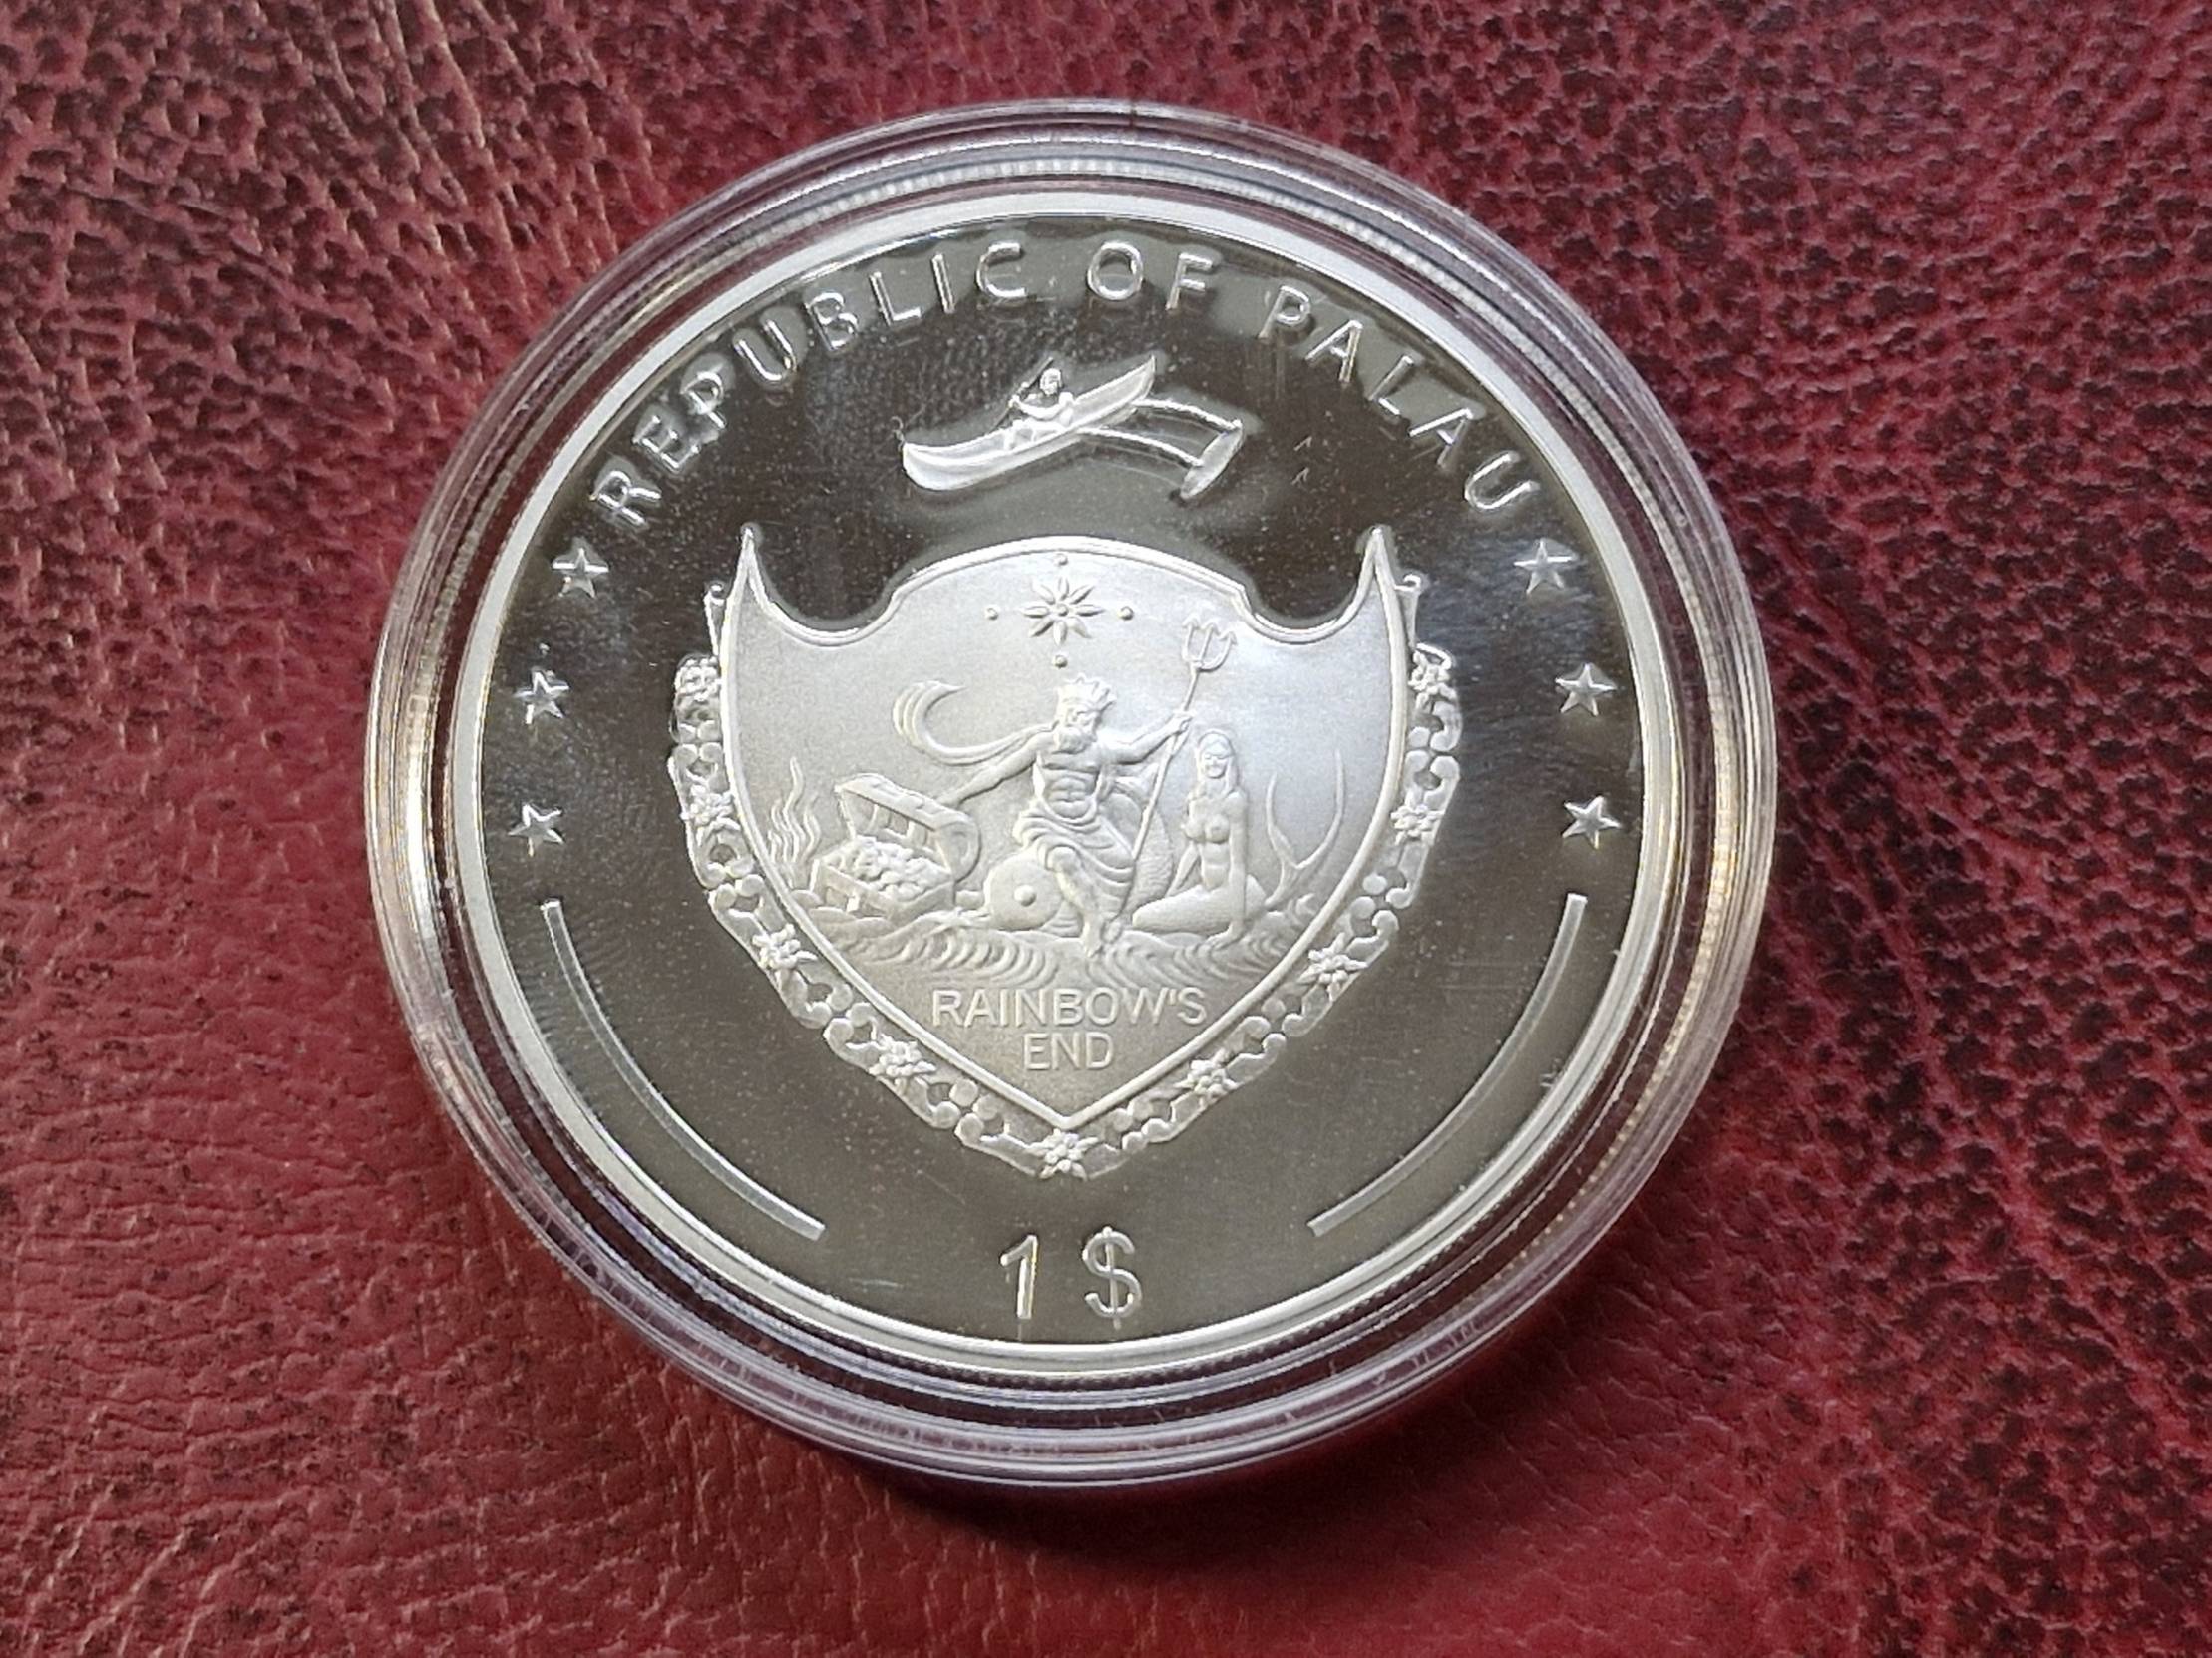 REPUBLIC OF PALAU
RAINBOW'S
END
1 $